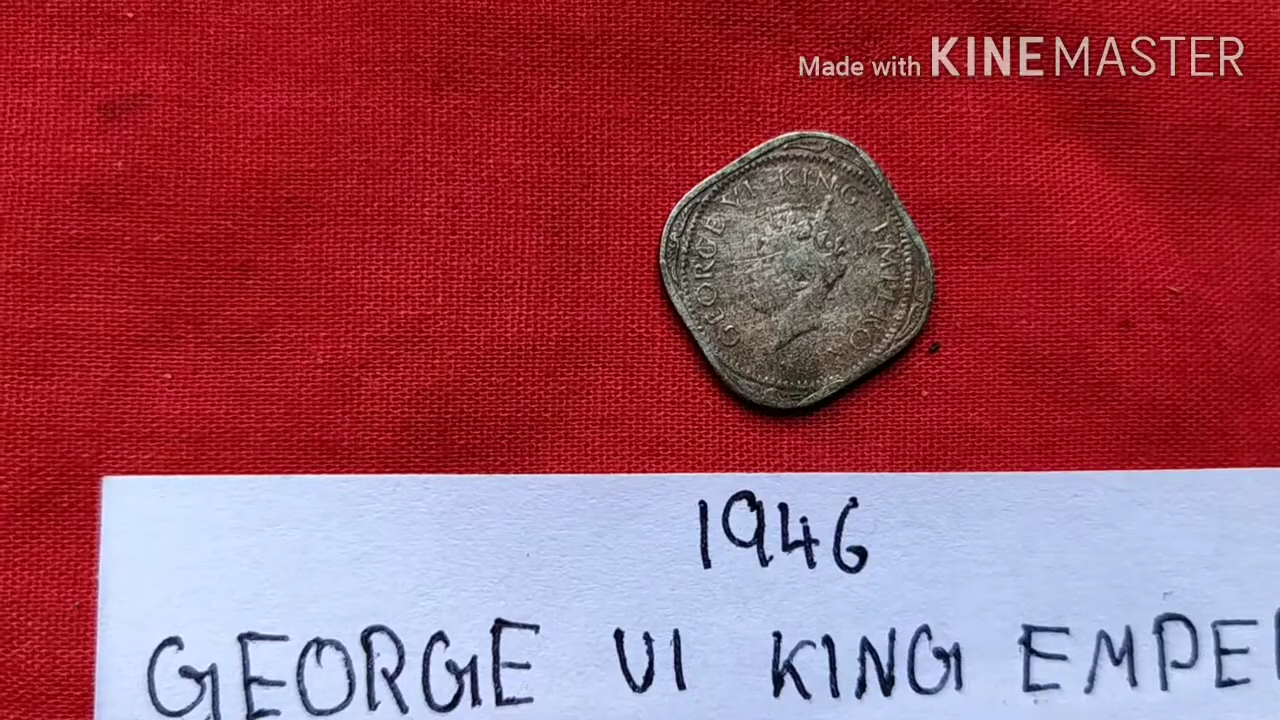 Made with KINEMASTER
GEORGE VI KING EMPEROR
1946
GEORGE VI KING EMPE